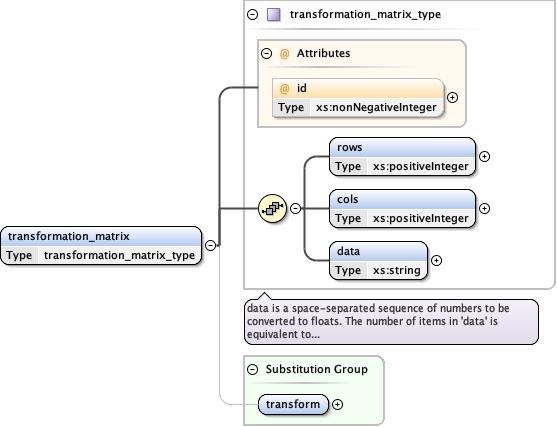 transformation_matrix_type
@ Attributes
@ id
Type xs:nonNegativeInteger
rows
Type xs:positiveInteger
cols
Type xs:positiveInteger
transformation_matrix
Type transformation_matrix_type
data
Type xs:string
data is a space-separated sequence of numbers to be
converted to floats. The number of items in 'data' is
equivalent to...
Substitution Group
transform